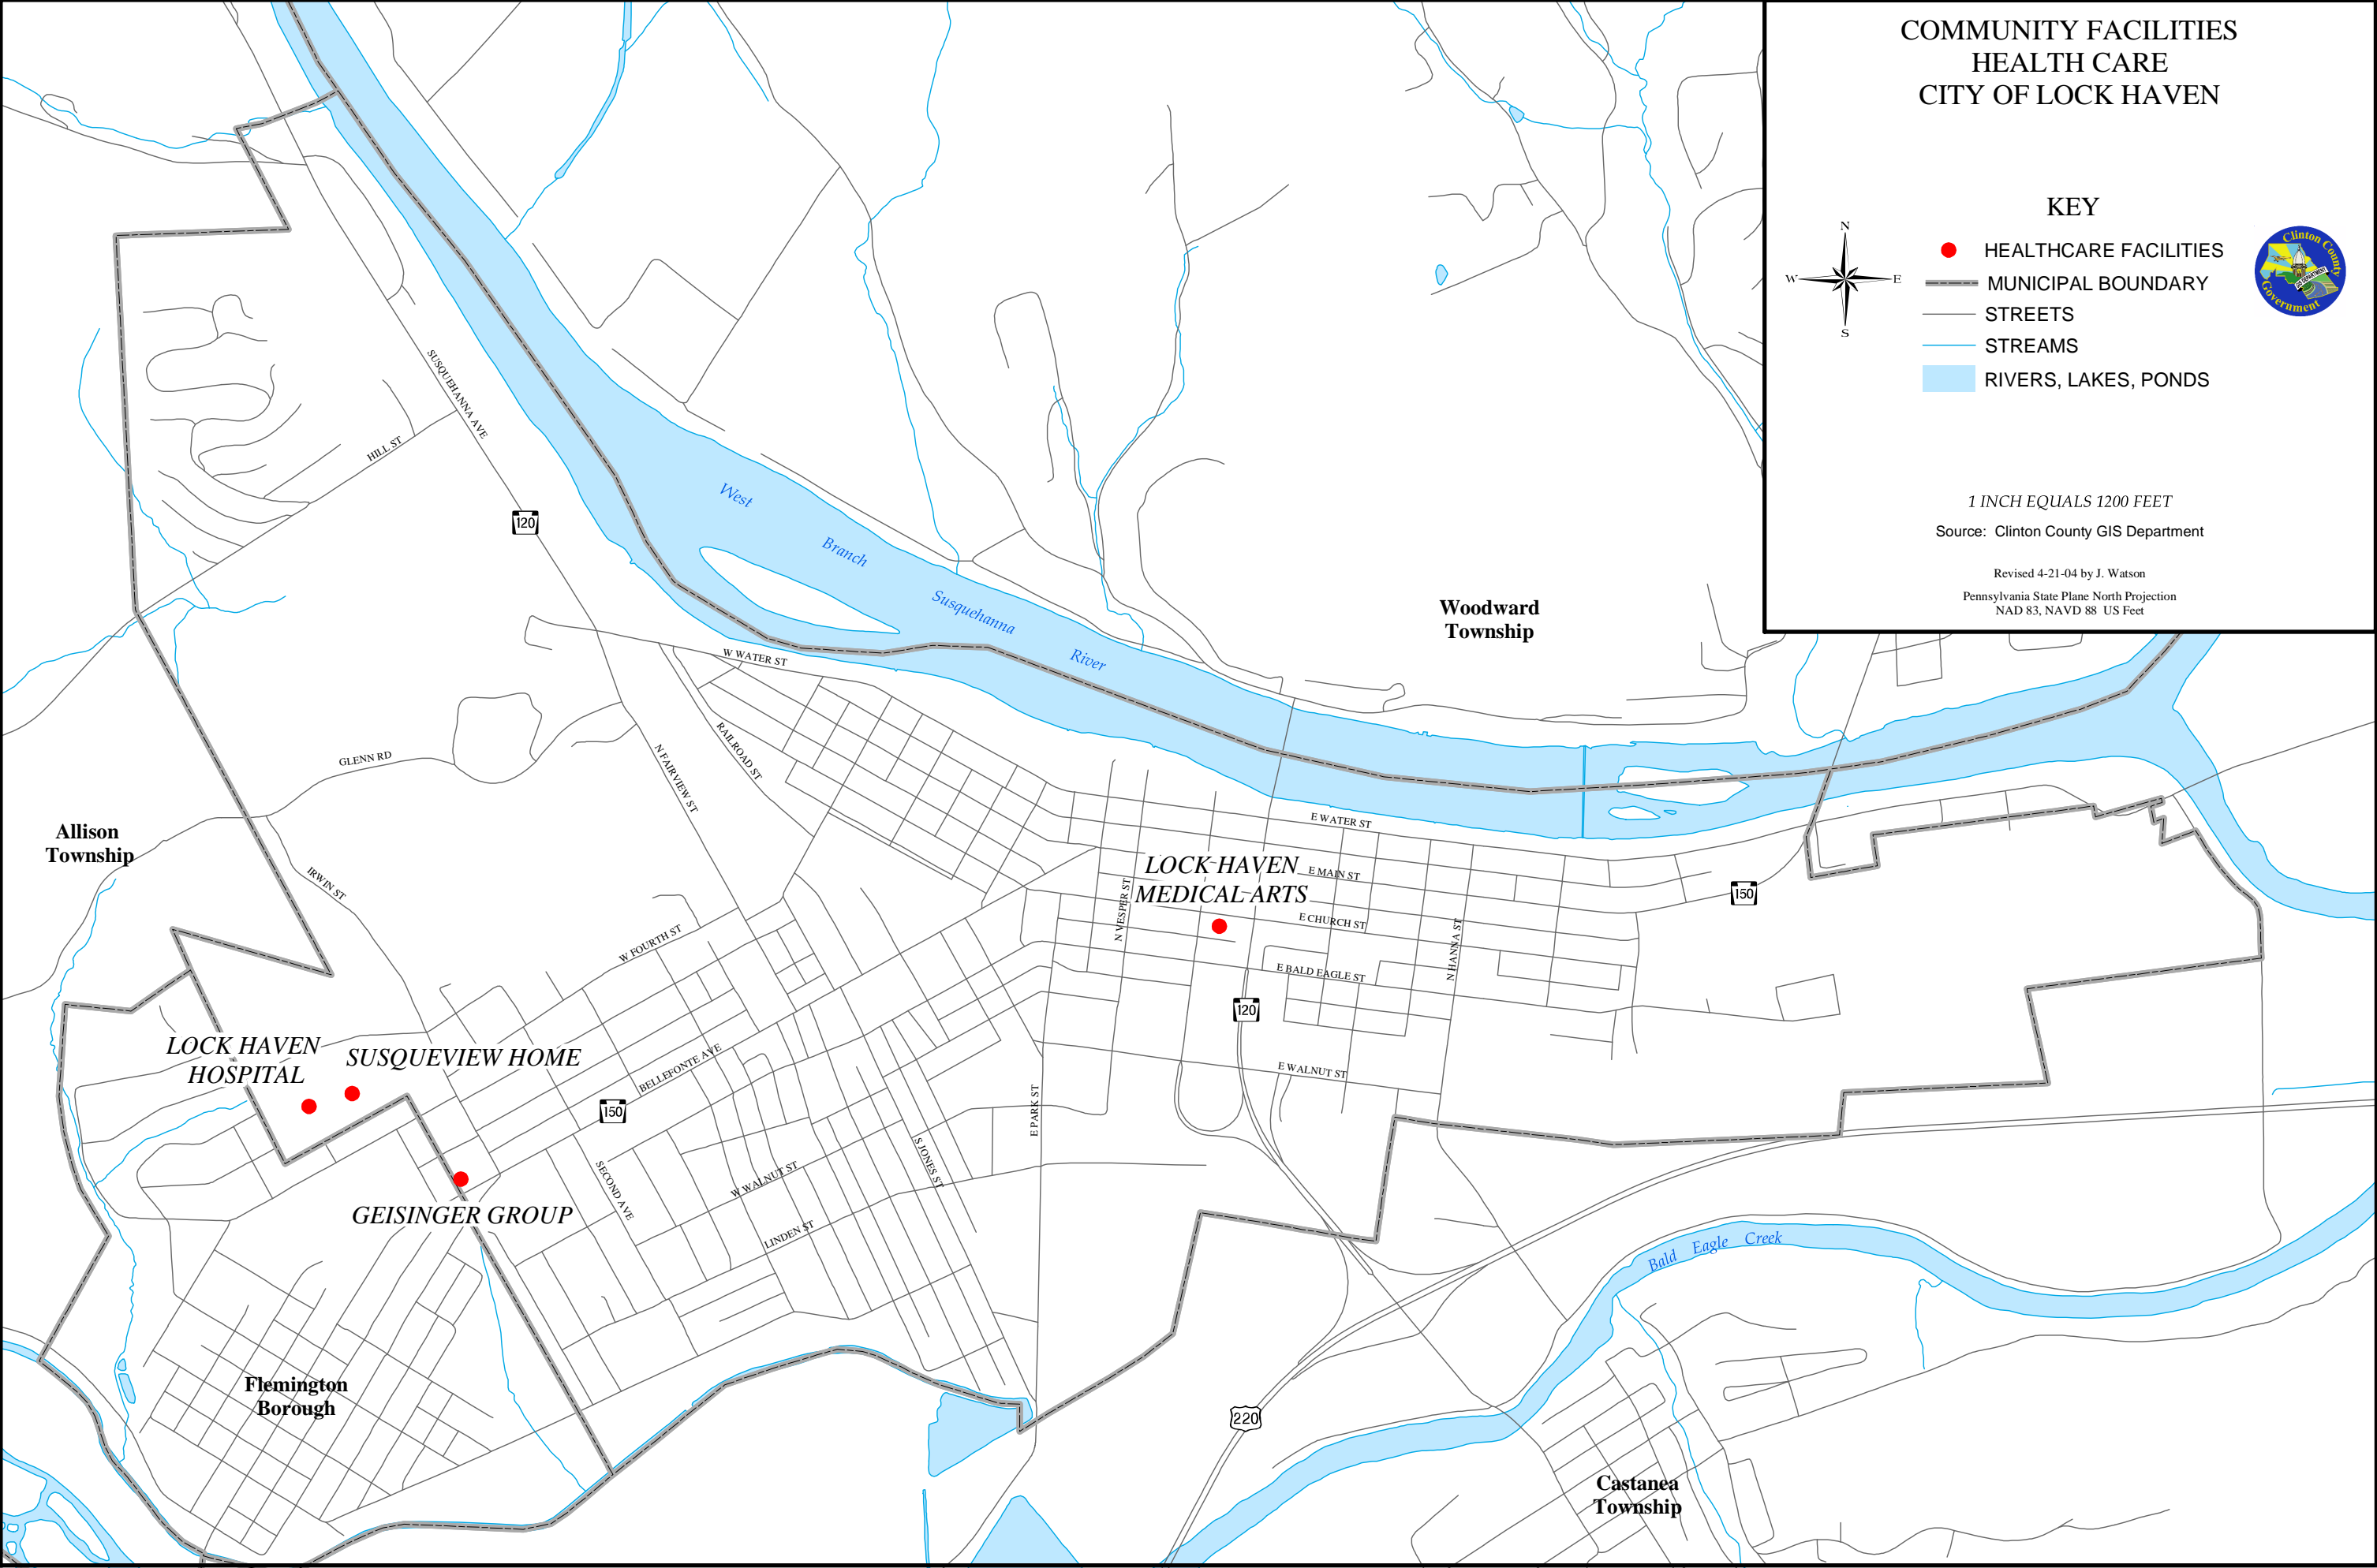 COMMUNITY FACILITIES
HEALTH CARE
CITY OF LOCK HAVEN
KEY
N
W
E
S
HEALTHCARE FACILITIES
MUNICIPAL BOUNDARY
STREETS
STREAMS
RIVERS, LAKES, PONDS
Clinton County
Government
1 INCH EQUALS 1200 FEET
Source: Clinton County GIS Department
Revised 4-21-04 by J. Watson
Pennsylvania State Plane North Projection
NAD 83, NAVD 88 US Feet
SUSQUEHANNA AVE
HILL ST
120
West
Branch
Susquehanna
River
Woodward
Township
W WATER ST
RAILROAD ST
N FAIRVIEW ST
GLENN RD
Allison
Township
IRWIN ST
E WATER ST
LOCK HAVEN
MEDICAL ARTS
E MAIN ST
N VESPER ST
E CHURCH ST
150
N HANNA ST
W FOURTH ST
E BALD EAGLE ST
120
LOCK HAVEN
HOSPITAL
SUSQUEVIEW HOME
BELLEFONTE AVE
150
E WALNUT ST
E PARK ST
S JONES ST
W WALNUT ST
SECOND AVE
LINDEN ST
GEISINGER GROUP
Bald Eagle Creek
Flemington
Borough
220
Castanea
Township